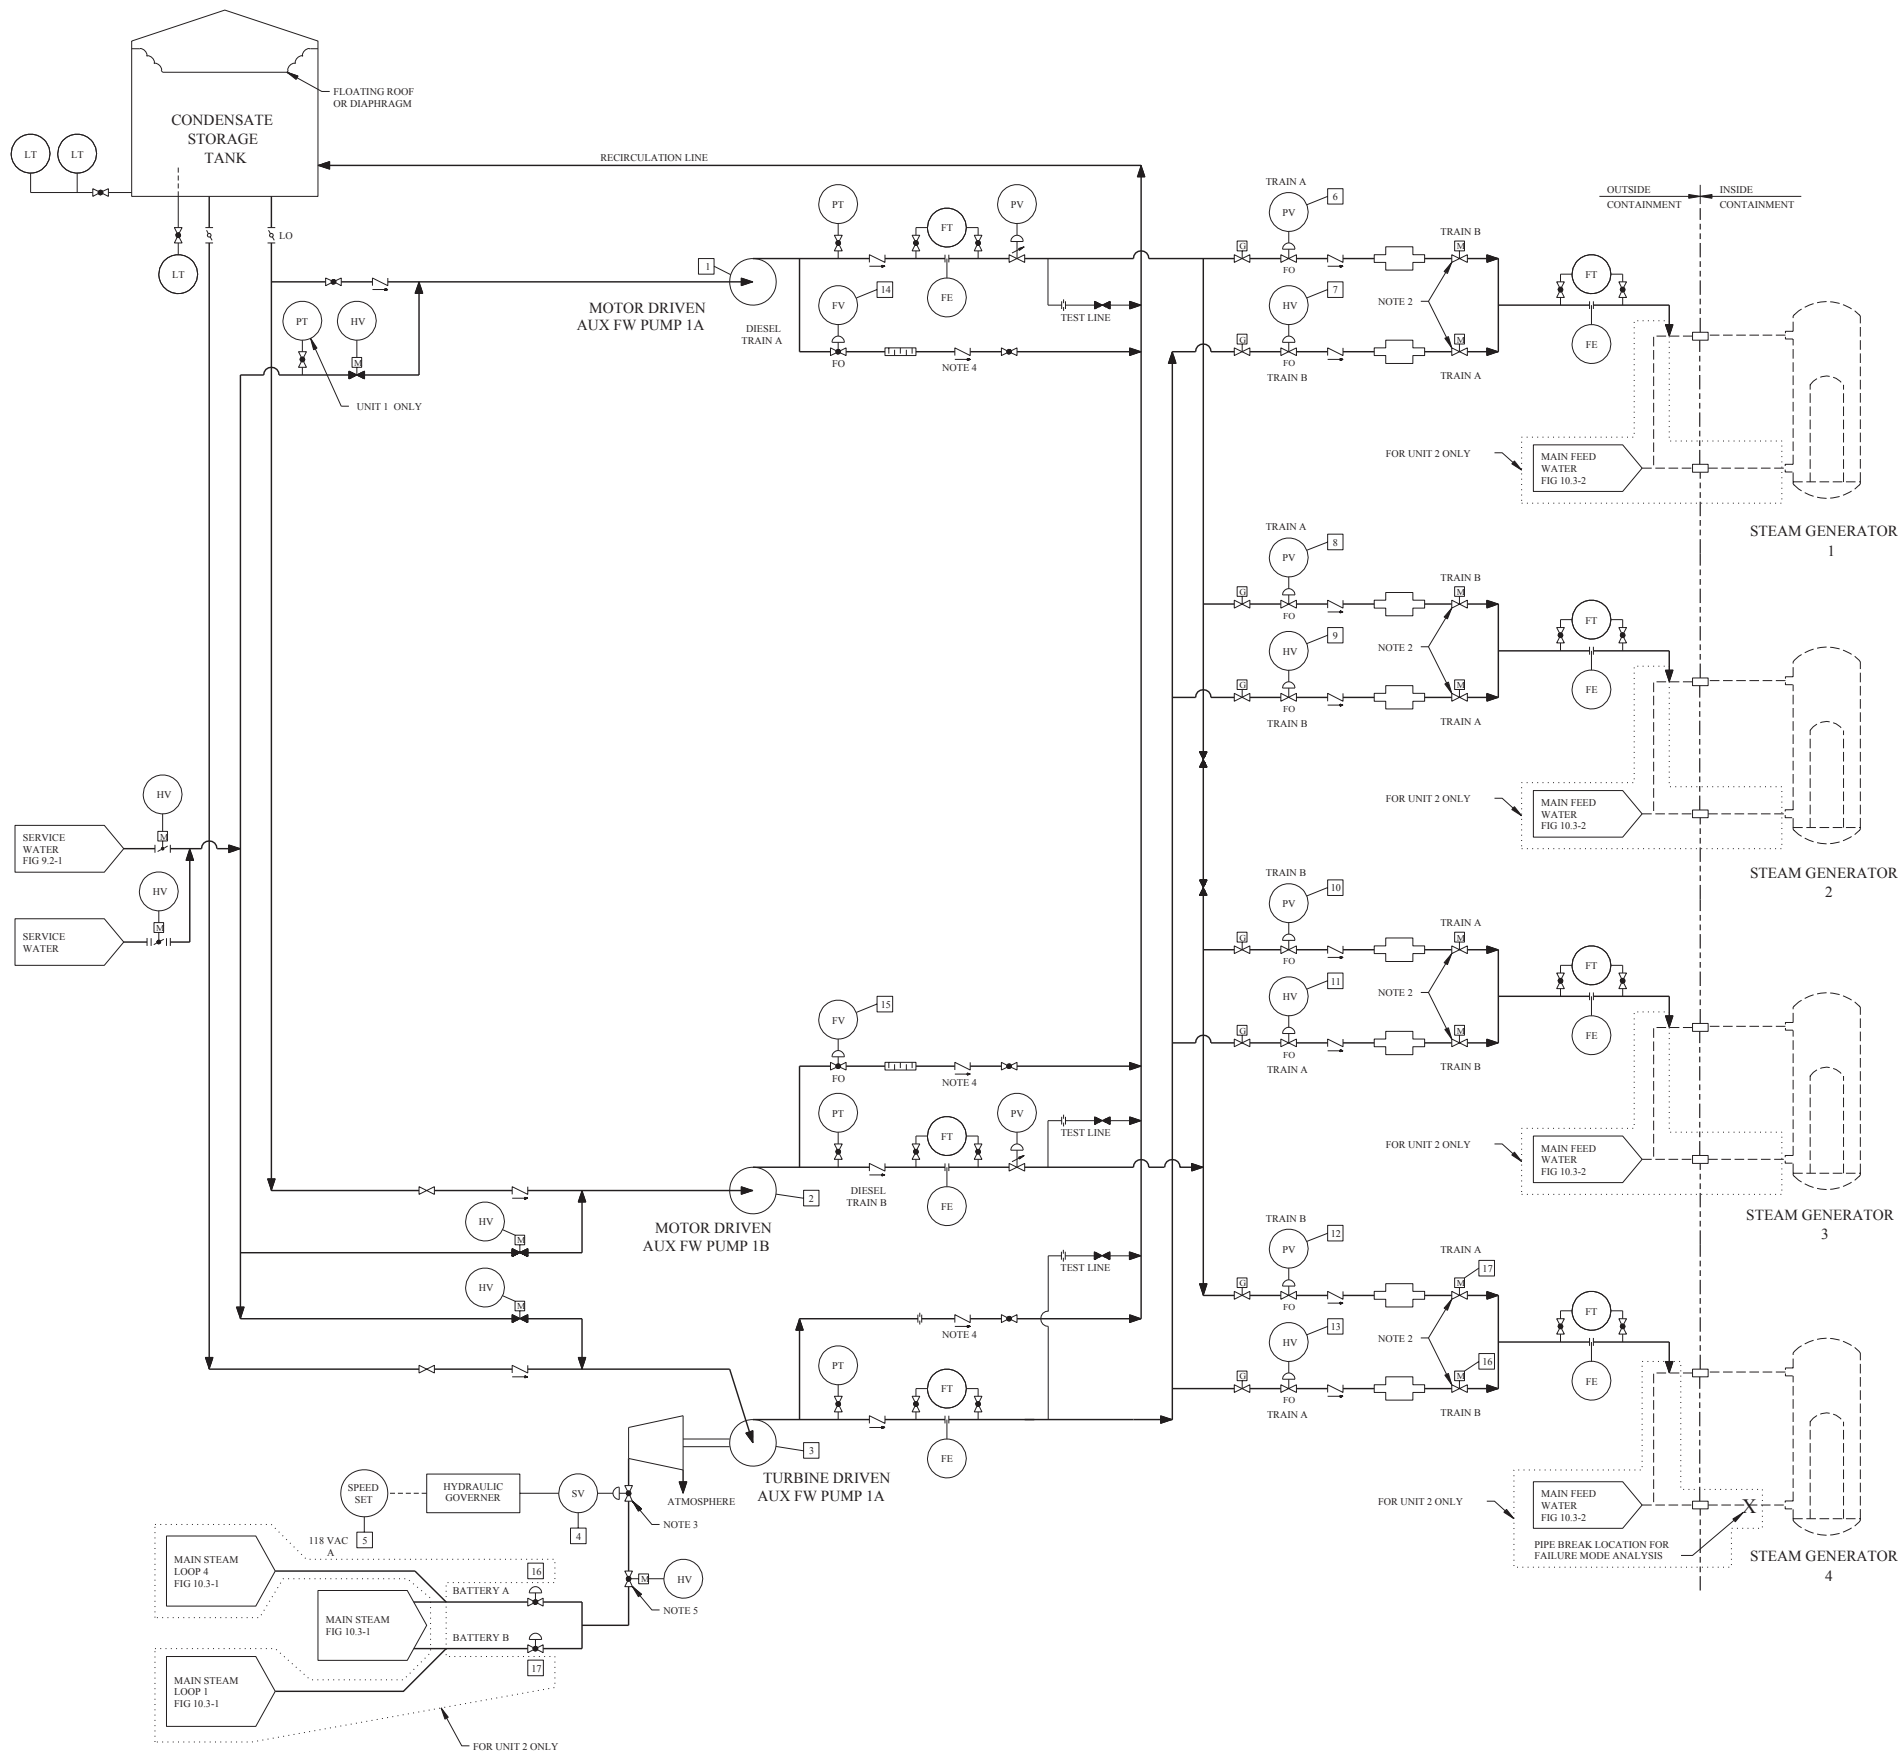 FLOATING ROOF
OR DIAPHRAGM
CONDENSATE
STORAGE
TANK
LT
LT
LT
LO
RECIRCULATION LINE
PT
HV
M
UNIT 1 ONLY
1
MOTOR DRIVEN
AUX FW PUMP 1A
DIESEL
TRAIN A
PT
FT
PV
FE
FV
14
FO
NOTE 4
TEST LINE
TRAIN A
PV
6
G
FO
TRAIN B
M
HV
7
NOTE 2
G
FO
TRAIN B
M
TRAIN A
FT
FE
OUTSIDE
CONTAINMENT
INSIDE
CONTAINMENT
FOR UNIT 2 ONLY
MAIN FEED
WATER
FIG 10.3-2
STEAM GENERATOR
1
TRAIN A
PV
8
G
FO
TRAIN B
M
HV
9
NOTE 2
G
FO
TRAIN B
M
TRAIN A
FT
FE
FOR UNIT 2 ONLY
MAIN FEED
WATER
FIG 10.3-2
STEAM GENERATOR
2
HV
M
SERVICE
WATER
FIG 9.2-1
HV
M
SERVICE
WATER
TRAIN B
PV
10
G
FO
TRAIN A
M
HV
11
NOTE 2
G
FO
TRAIN A
M
TRAIN B
FT
FE
FOR UNIT 2 ONLY
MAIN FEED
WATER
FIG 10.3-2
STEAM GENERATOR
3
FV
15
FO
NOTE 4
PT
FT
PV
FE
TEST LINE
DIESEL
TRAIN B
2
MOTOR DRIVEN
AUX FW PUMP 1B
HV
M
HV
M
TEST LINE
NOTE 4
PT
FT
FE
3
TURBINE DRIVEN
AUX FW PUMP 1A
TRAIN B
PV
12
G
FO
TRAIN A
M
17
HV
13
NOTE 2
G
FO
TRAIN A
M
16
TRAIN B
FT
FE
FOR UNIT 2 ONLY
MAIN FEED
WATER
FIG 10.3-2
X
PIPE BREAK LOCATION FOR
FAILURE MODE ANALYSIS
STEAM GENERATOR
4
SPEED
SET
5
HYDRAULIC
GOVERNER
SV
4
ATMOSPHERE
NOTE 3
M
HV
NOTE 5
118 VAC
A
MAIN STEAM
LOOP 4
FIG 10.3-1
16
BATTERY A
MAIN STEAM
FIG 10.3-1
BATTERY B
17
MAIN STEAM
LOOP 1
FIG 10.3-1
FOR UNIT 2 ONLY